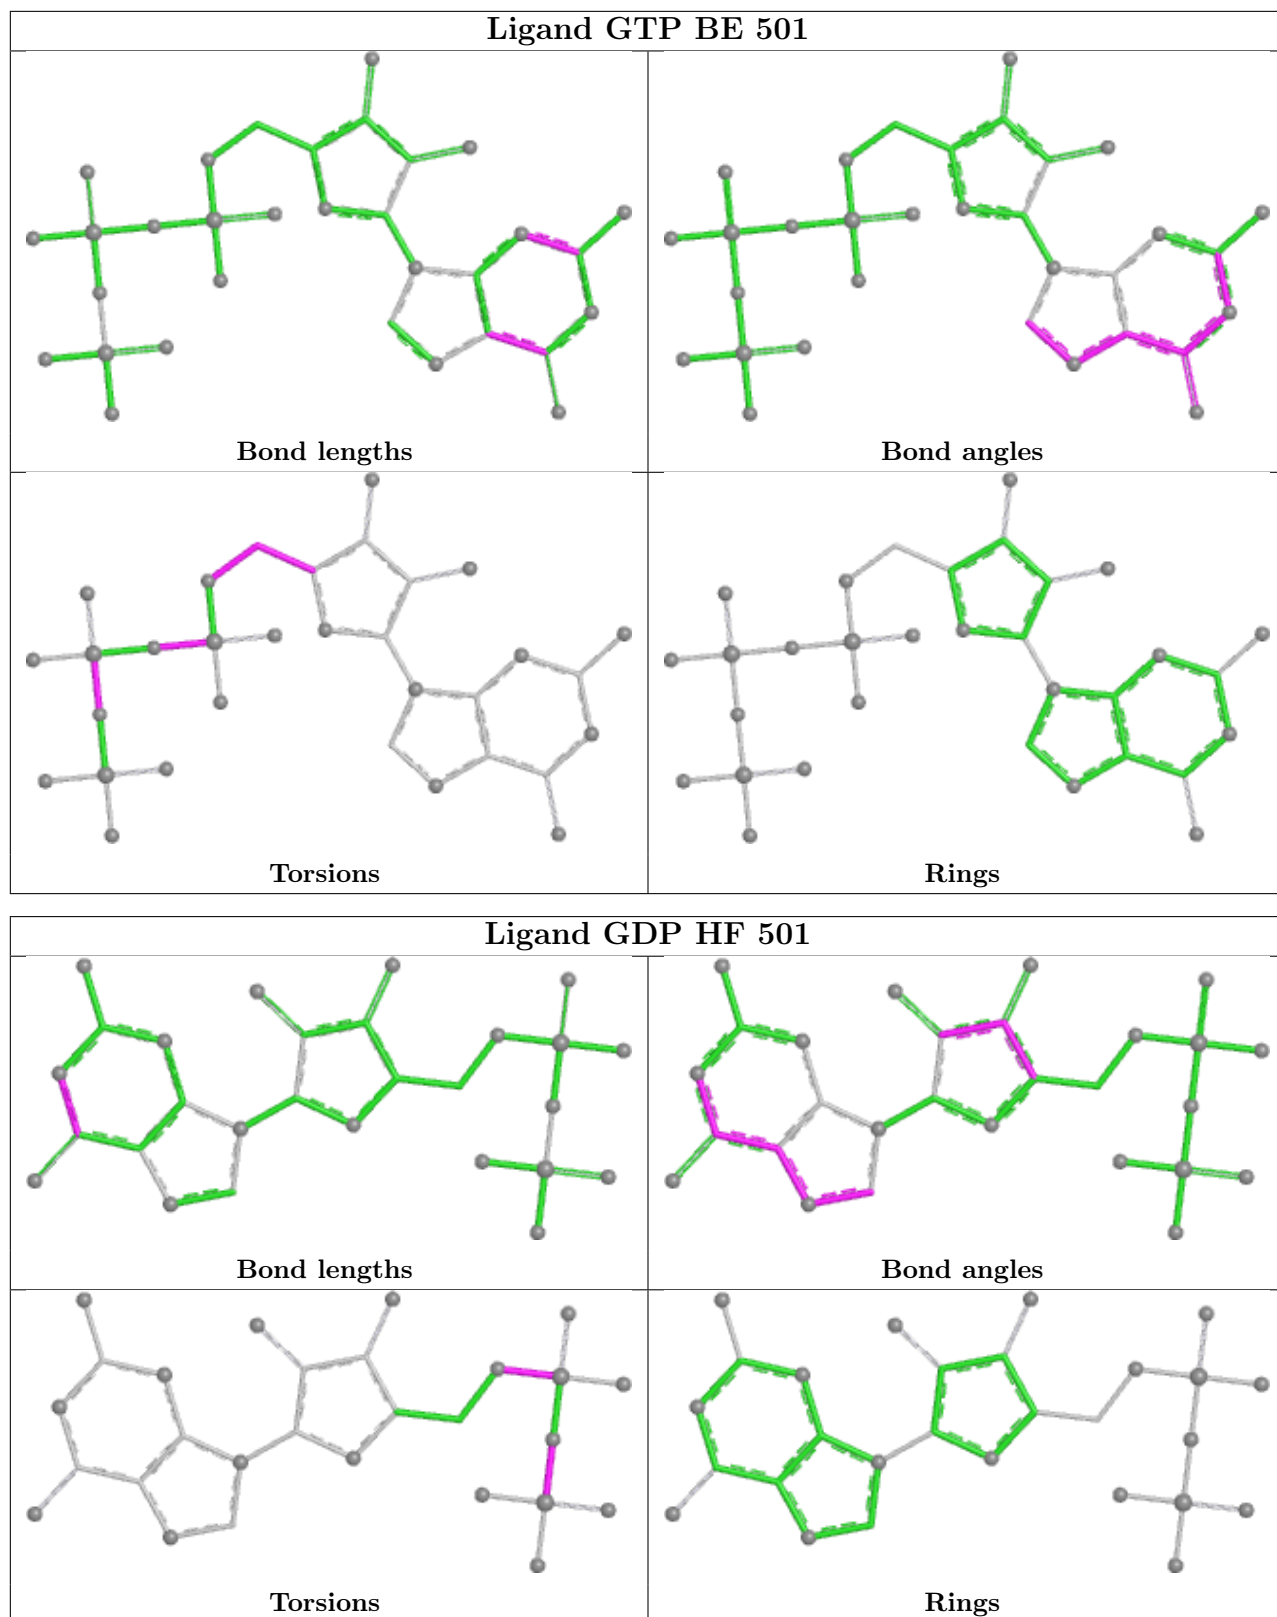 Ligand GTP BE 501
Bond lengths
Bond angles
Torsions
Rings
Ligand GDP HF 501
Bond lengths
Bond angles
Torsions
Rings